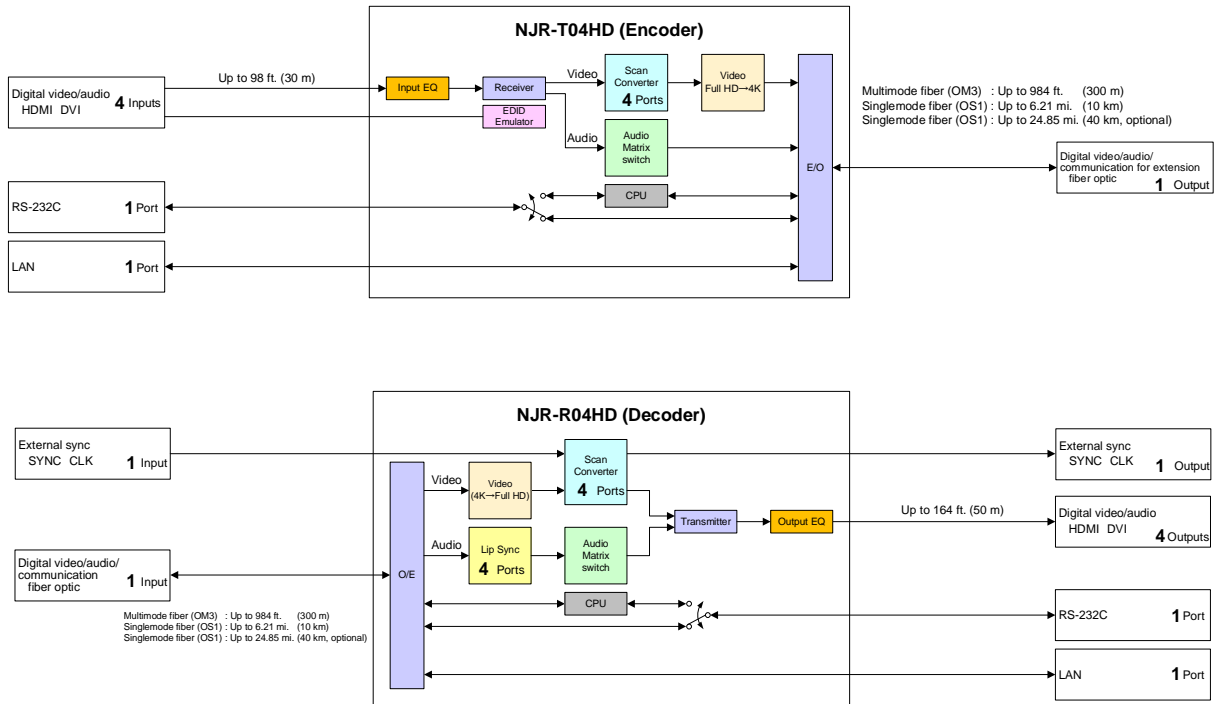 NJR-T04HD (Encoder)
Up to 98 ft. (30 m)
Digital video/audio
HDMI DVI 4 Inputs
Input EQ
Receiver
EDID
Emulator
Video
Audio
Scan
Converter
4 Ports
Video
Full HD→4K
Audio
Matrix
switch
CPU
E/O
Multimode fiber (OM3) : Up to 984 ft. (300 m)
Singlemode fiber (OS1) : Up to 6.21 mi. (10 km)
Singlemode fiber (OS1) : Up to 24.85 mi. (40 km, optional)
Digital video/audio/
communication for extension
fiber optic
1 Output
RS-232C 1 Port
LAN 1 Port
NJR-R04HD (Decoder)
External sync
SYNC CLK 1 Input
Digital video/audio/
communication
fiber optic 1 Input
Multimode fiber (OM3) : Up to 984 ft. (300 m)
Singlemode fiber (OS1) : Up to 6.21 mi. (10 km)
Singlemode fiber (OS1) : Up to 24.85 mi. (40 km, optional)
O/E
Video
Audio
Video
(4K→Full HD)
Lip Sync
4 Ports
Scan
Converter
4 Ports
Audio
Matrix
switch
CPU
Transmitter
Output EQ
Up to 164 ft. (50 m)
External sync
SYNC CLK 1 Output
Digital video/audio
HDMI DVI
4 Outputs
RS-232C 1 Port
LAN 1 Port